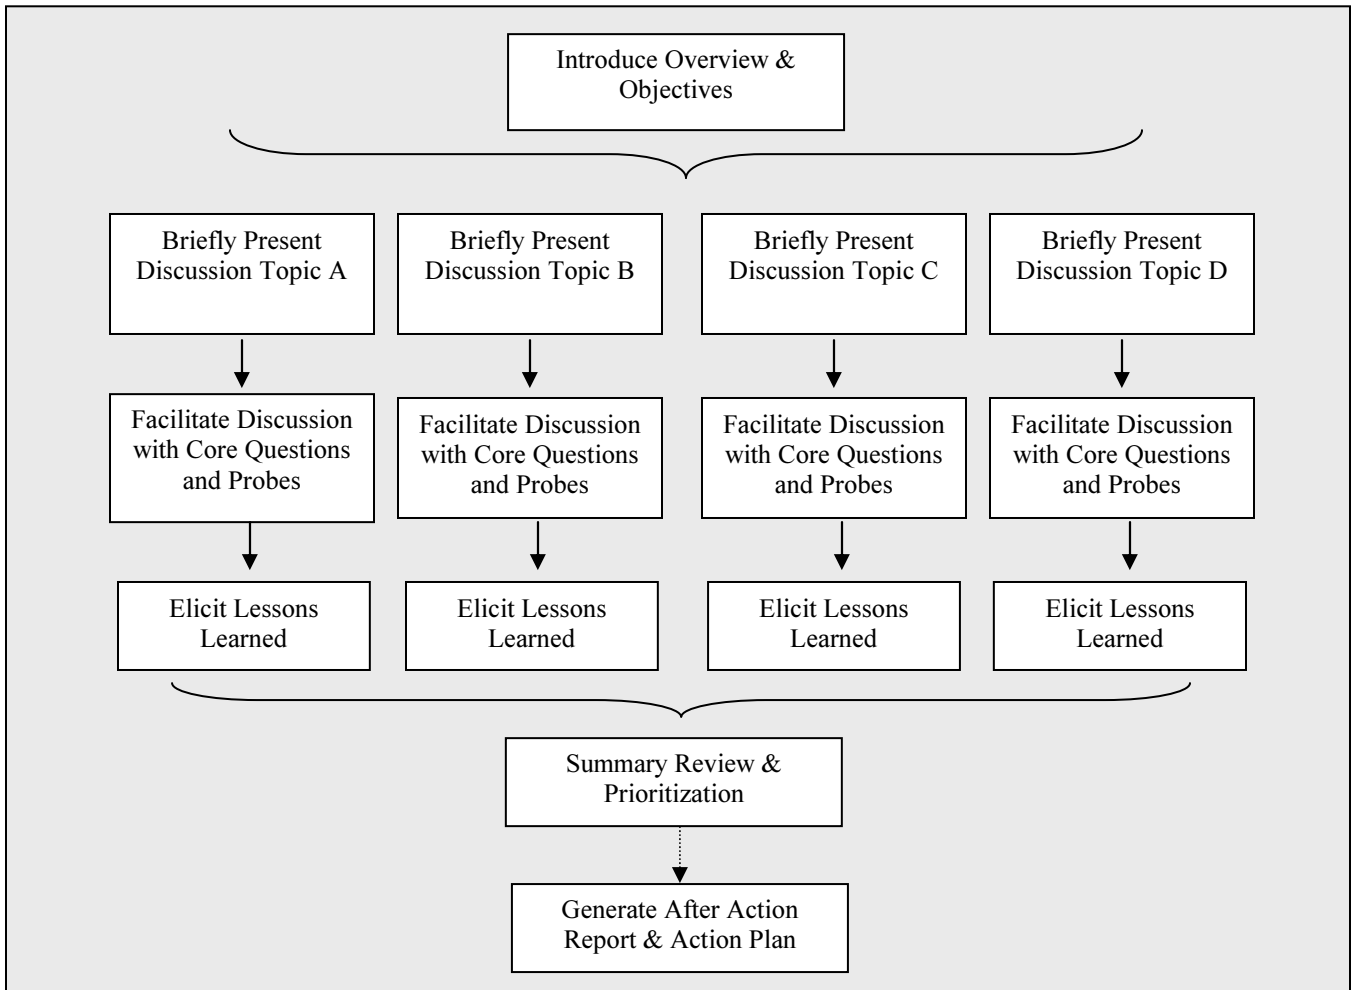 Introduce Overview &
Objectives
Briefly Present
Discussion Topic A
Briefly Present
Discussion Topic B
Briefly Present
Discussion Topic C
Briefly Present
Discussion Topic D
Facilitate Discussion
with Core Questions
and Probes
Facilitate Discussion
with Core Questions
and Probes
Facilitate Discussion
with Core Questions
and Probes
Facilitate Discussion
with Core Questions
and Probes
Elicit Lessons
Learned
Elicit Lessons
Learned
Elicit Lessons
Learned
Elicit Lessons
Learned
Summary Review &
Prioritization
Generate After Action
Report & Action Plan